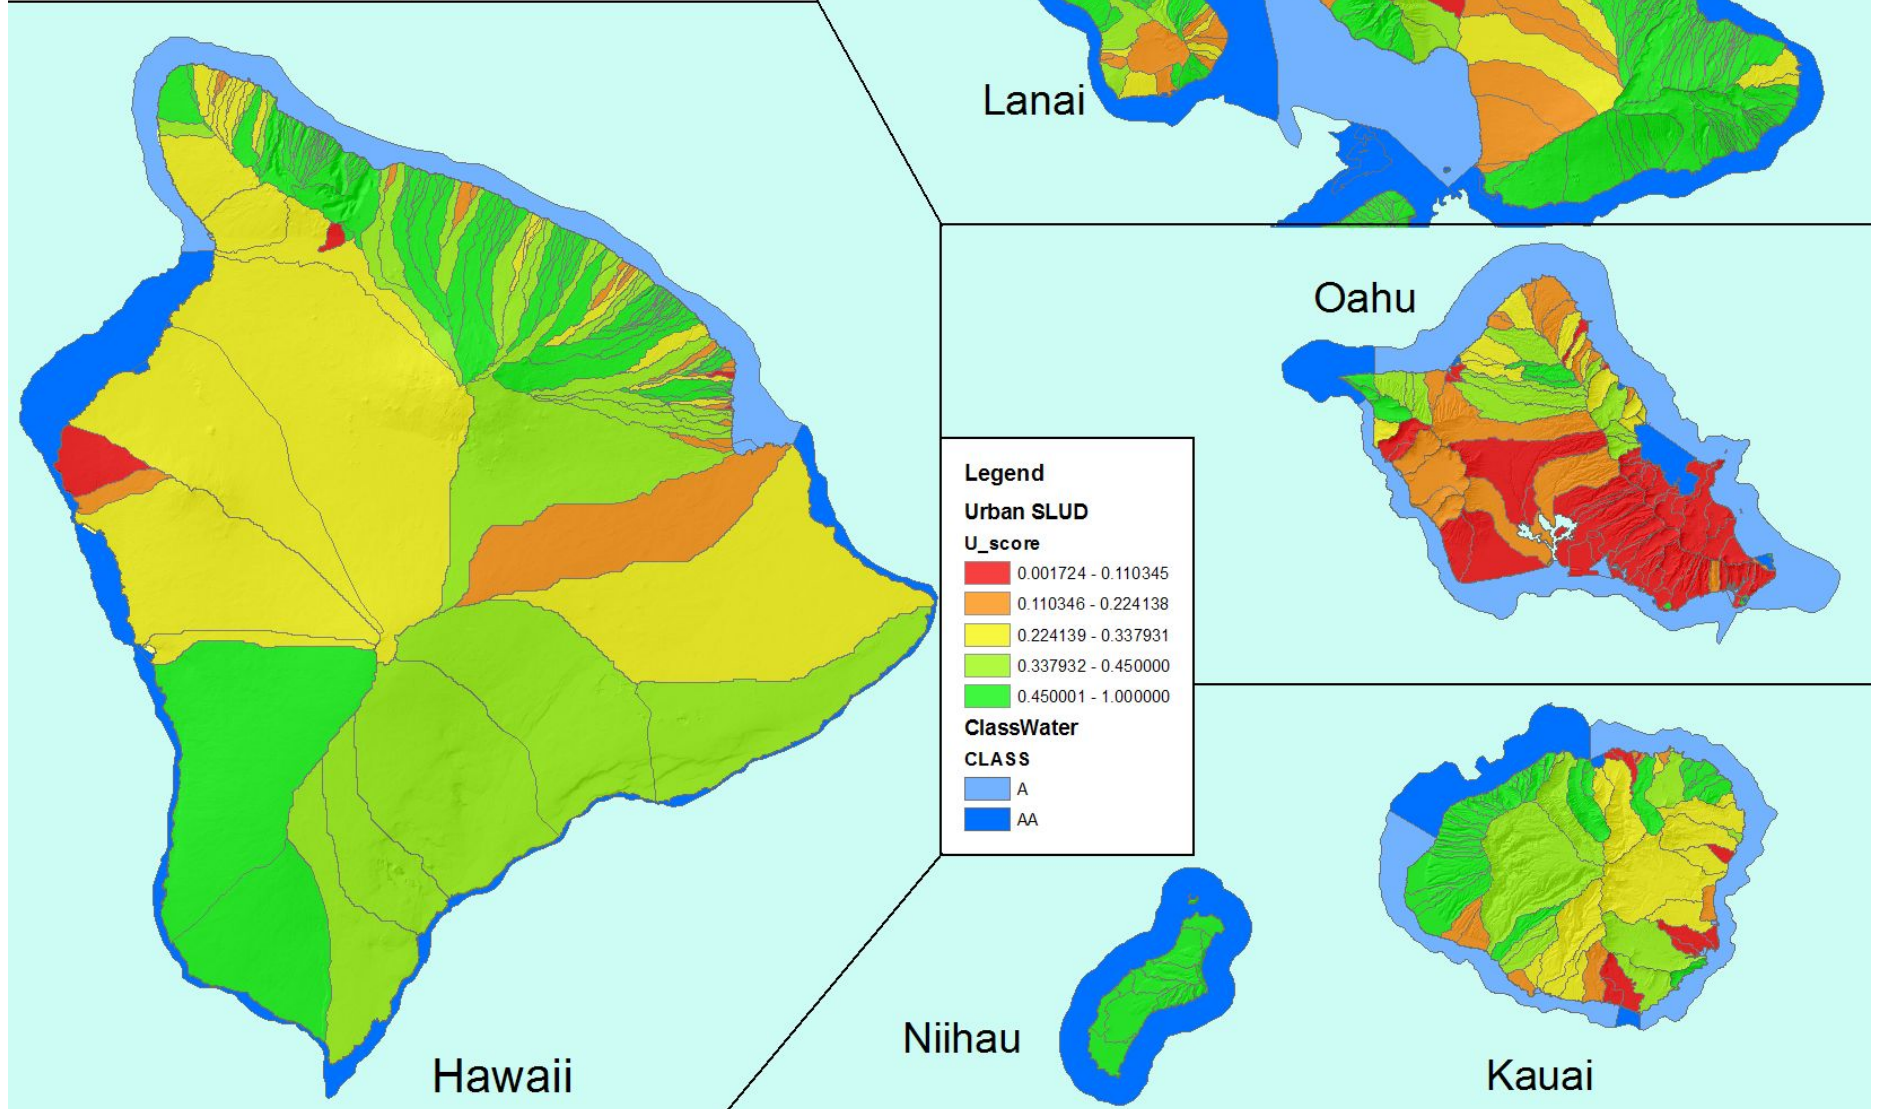 Lanai
Oahu
Legend
Urban SLUD
U_score
0.001724 - 0.110345
0.110346 - 0.224138
0.224139 - 0.337931
0.337932 - 0.450000
0.450001 - 1.000000
ClassWater
CLASS
A
AA
Niihau
Hawaii
Kauai